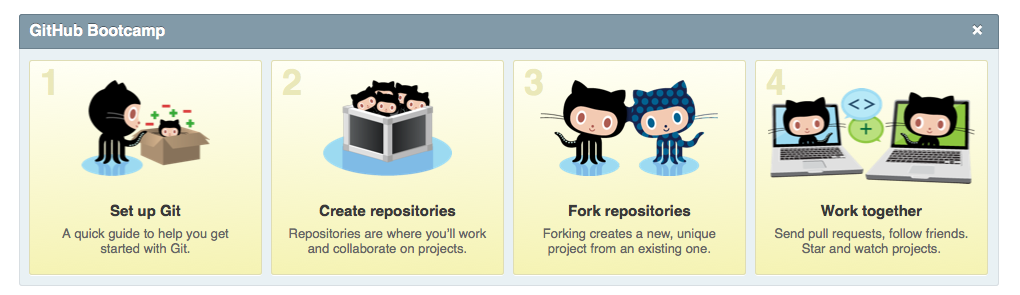 GitHub Bootcamp ×
1
Set up Git
A quick guide to help you get
started with Git.
2
Create repositories
Repositories are where you'll work
and collaborate on projects.
3
Fork repositories
Forking creates a new, unique
project from an existing one.
4
<>
+
Work together
Send pull requests, follow friends.
Star and watch projects.